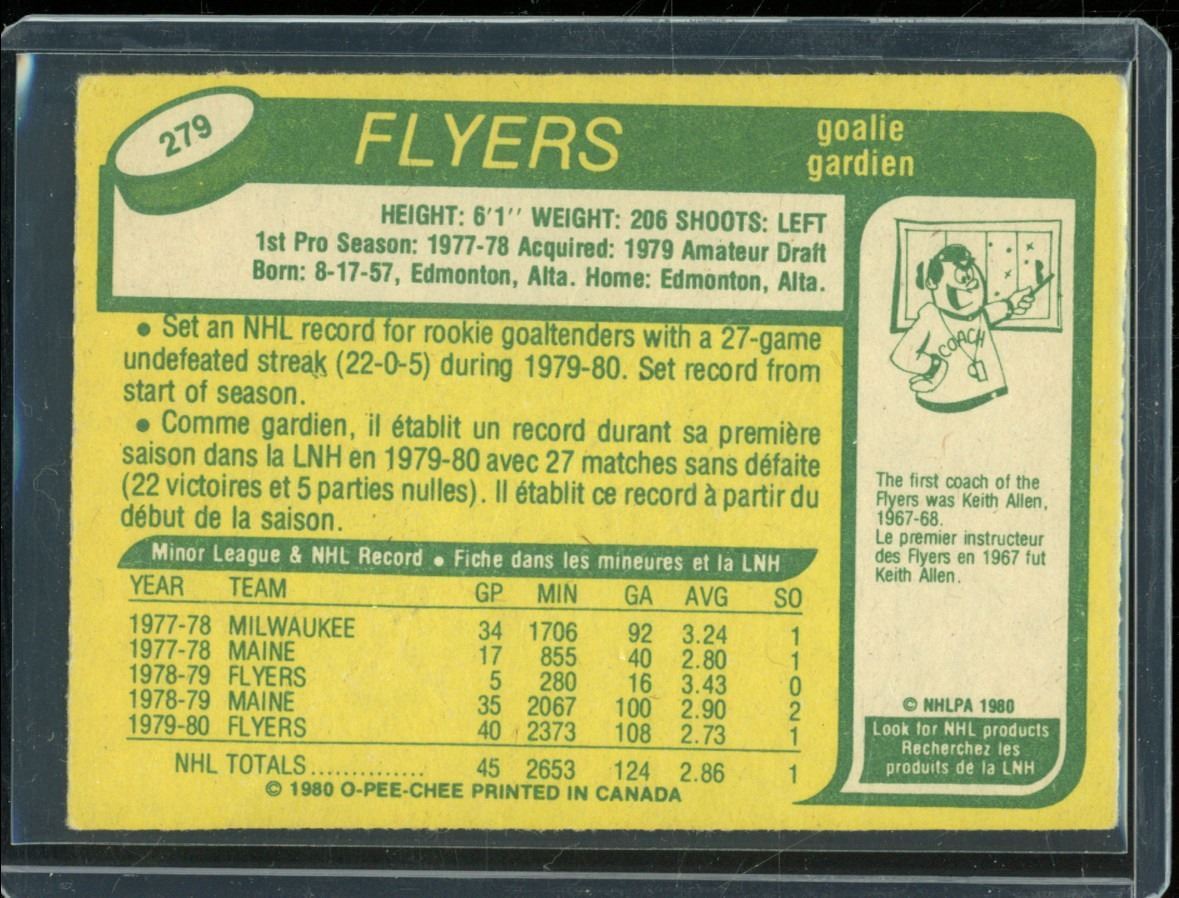 279
FLYERS
goalie
gardien
HEIGHT: 6'1'' WEIGHT: 206 SHOOTS: LEFT
1st Pro Season: 1977-78 Acquired: 1979 Amateur Draft
Born: 8-17-57, Edmonton, Alta. Home: Edmonton, Alta.
• Set an NHL record for rookie goaltenders with a 27-game
undefeated streak (22-0-5) during 1979-80. Set record from
start of season.
• Comme gardien, il établit un record durant sa première
saison dans la LNH en 1979-80 avec 27 matches sans défaite
(22 victoires et 5 parties nulles). Il établit ce record à partir du
début de la saison.
Minor League & NHL Record • Fiche dans les mineures et la LNH
YEAR TEAM GP MIN GA AVG SO
1977-78 MILWAUKEE 34 1706 92 3.24 1
1977-78 MAINE 17 855 40 2.80 1
1978-79 FLYERS 5 280 16 3.43 0
1978-79 MAINE 35 2067 100 2.90 2
1979-80 FLYERS 40 2373 108 2.73 1
NHL TOTALS.............. 45 2653 124 2.86 1
© 1980 O-PEE-CHEE PRINTED IN CANADA
COACH
The first coach of the
Flyers was Keith Allen,
1967-68.
Le premier instructeur
des Flyers en 1967 fut
Keith Allen.
© NHLPA 1980
Look for NHL products
Recherchez les
produits de la LNH